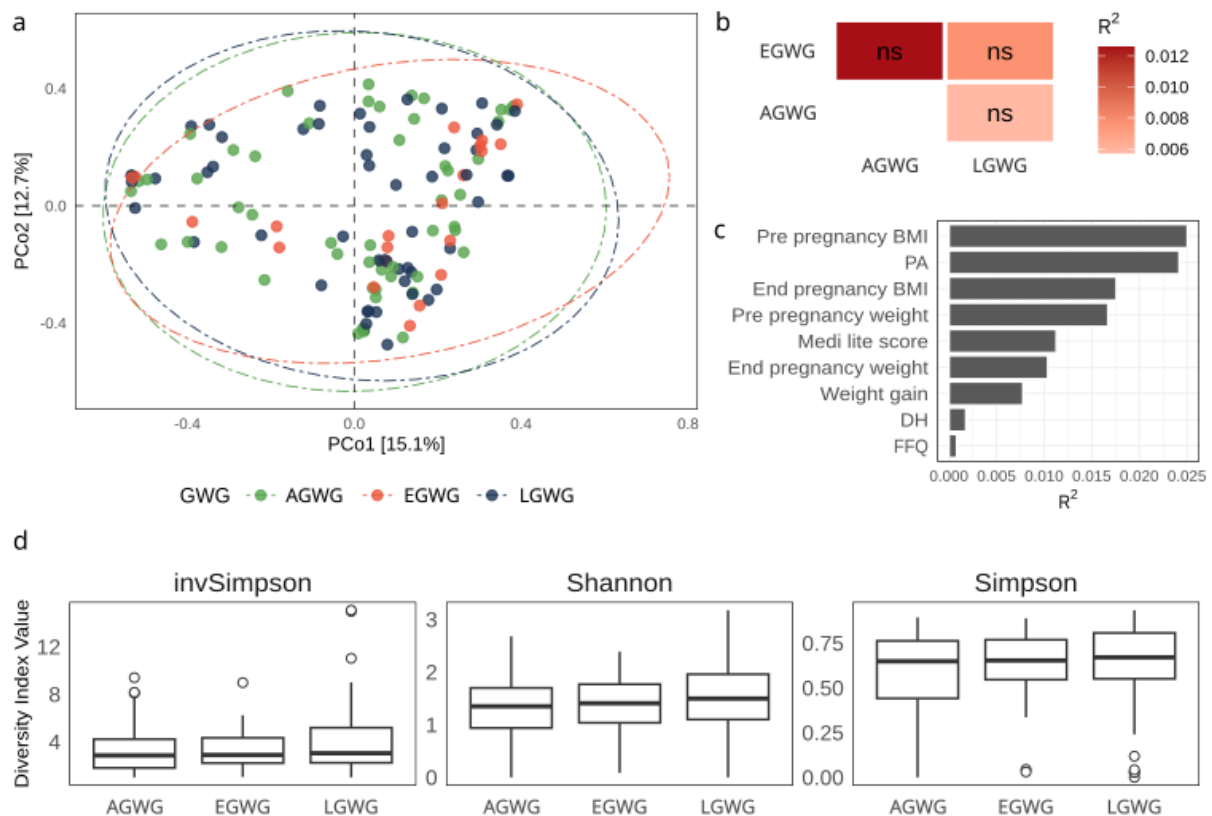 a
0.4
0.0
-0.4
PCo2 [12.7%]
-0.4
0.0
0.4
0.8
PCo1 [15.1%]
GWG AGWG EGWG LGWG
b
EGWG
AGWG
ns
ns
ns
AGWG
LGWG
R²
0.012
0.010
0.008
0.006
c
Pre pregnancy BMI
PA
End pregnancy BMI
Pre pregnancy weight
Medi lite score
End pregnancy weight
Weight gain
DH
FFQ
0.000 0.005 0.010 0.015 0.020 0.025
R²
d
Diversity Index Value
invSimpson
12
8
4
AGWG EGWG LGWG
Shannon
3
2
1
0
AGWG EGWG LGWG
Simpson
0.75
0.50
0.25
0.00
AGWG EGWG LGWG